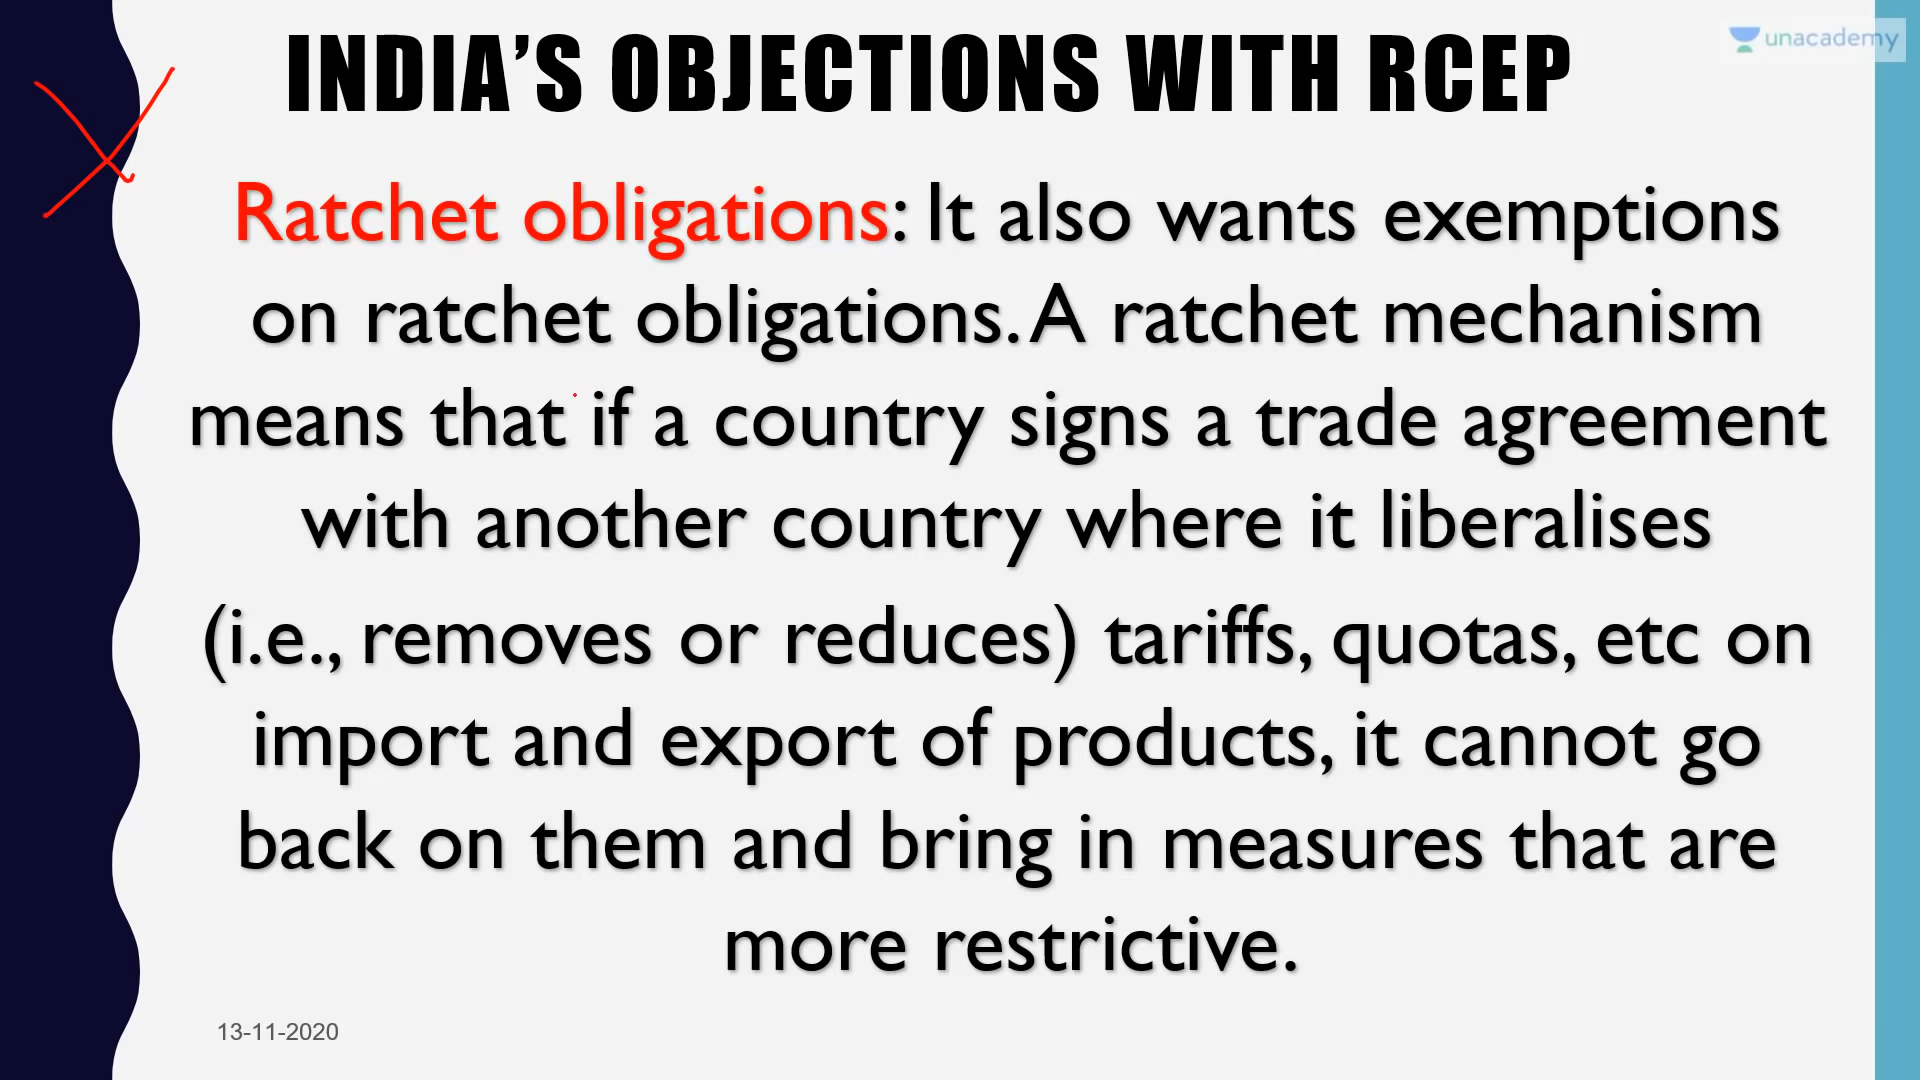 INDIA’S OBJECTIONS WITH RCEP
unacademy
Ratchet obligations: It also wants exemptions
on ratchet obligations. A ratchet mechanism
means that if a country signs a trade agreement
with another country where it liberalises
(i.e., removes or reduces) tariffs, quotas, etc on
import and export of products, it cannot go
back on them and bring in measures that are
more restrictive.
13-11-2020